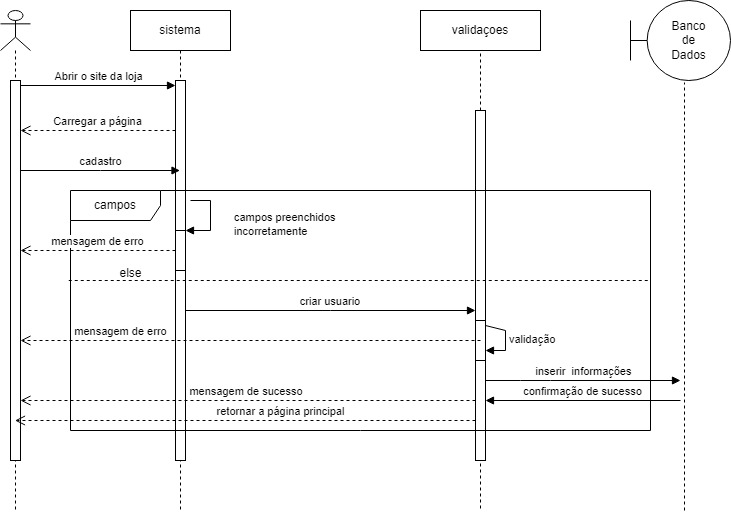 sistema
validaçoes
Banco
de
Dados
Abrir o site da loja
Carregar a página
cadastro
campos
campos preenchidos
incorretamente
mensagem de erro
else
criar usuario
mensagem de erro
validação
inserir informações
mensagem de sucesso
confirmação de sucesso
retornar a página principal